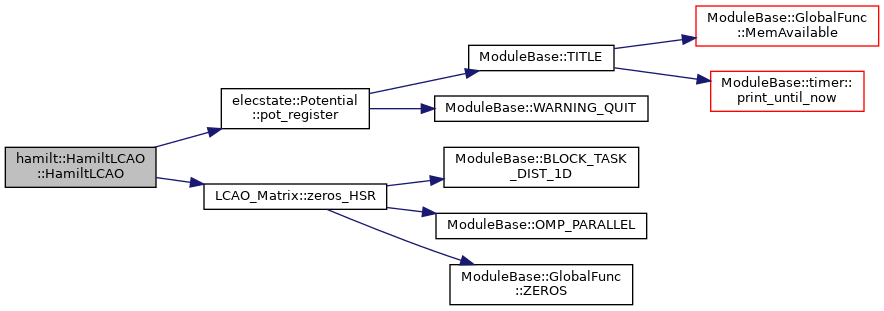 hamilt::HamiltLCAO
::HamiltLCAO
elecstate::Potential
::pot_register
ModuleBase::TITLE
ModuleBase::GlobalFunc
::MemAvailable
ModuleBase::timer::
print_until_now
ModuleBase::WARNING_QUIT
LCAO_Matrix::zeros_HSR
ModuleBase::BLOCK_TASK
_DIST_1D
ModuleBase::OMP_PARALLEL
ModuleBase::GlobalFunc
::ZEROS